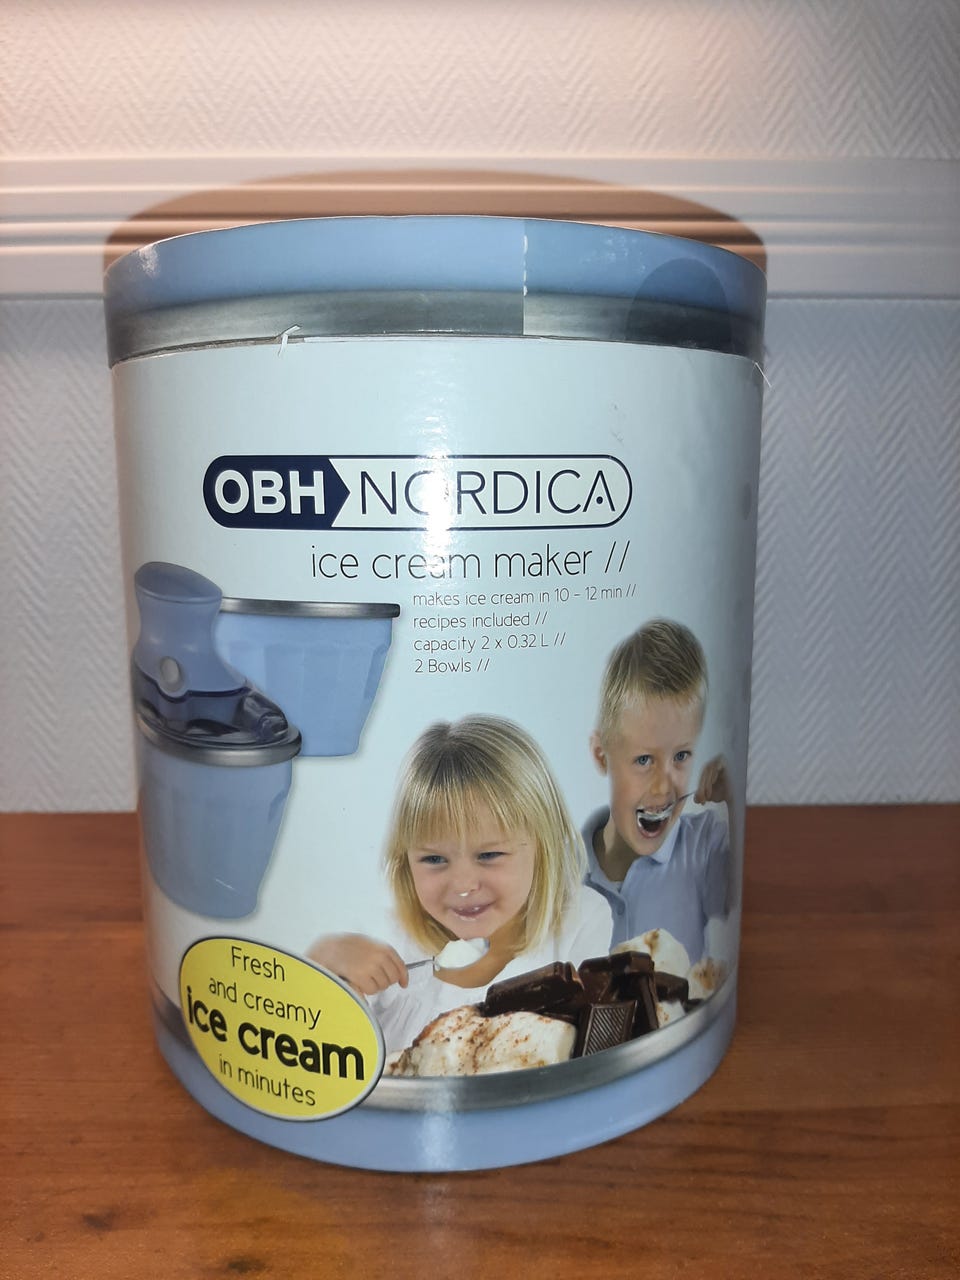 OBH NORDICA
ice cream maker //
makes ice cream in 10 - 12 min //
recipes included //
capacity 2 x 0.32 L //
2 Bowls //
Fresh
and creamy
ice cream
in minutes